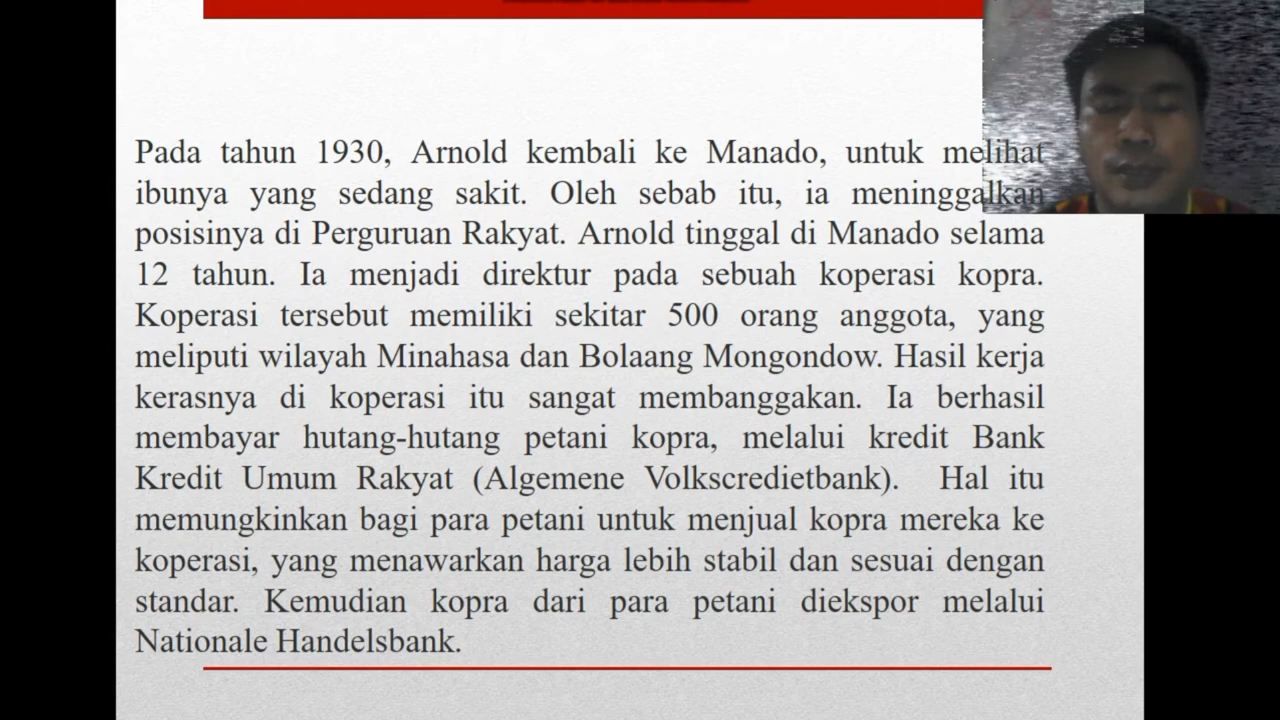 Pada tahun 1930, Arnold kembali ke Manado, untuk melihat
ibunya yang sedang sakit. Oleh sebab itu, ia meninggalkan
posisinya di Perguruan Rakyat. Arnold tinggal di Manado selama
12 tahun. Ia menjadi direktur pada sebuah koperasi kopra.
Koperasi tersebut memiliki sekitar 500 orang anggota, yang
meliputi wilayah Minahasa dan Bolaang Mongondow. Hasil kerja
kerasnya di koperasi itu sangat membanggakan. Ia berhasil
membayar hutang-hutang petani kopra, melalui kredit Bank
Kredit Umum Rakyat (Algemene Volkscredietbank). Hal itu
memungkinkan bagi para petani untuk menjual kopra mereka ke
koperasi, yang menawarkan harga lebih stabil dan sesuai dengan
standar. Kemudian kopra dari para petani diekspor melalui
Nationale Handelsbank.